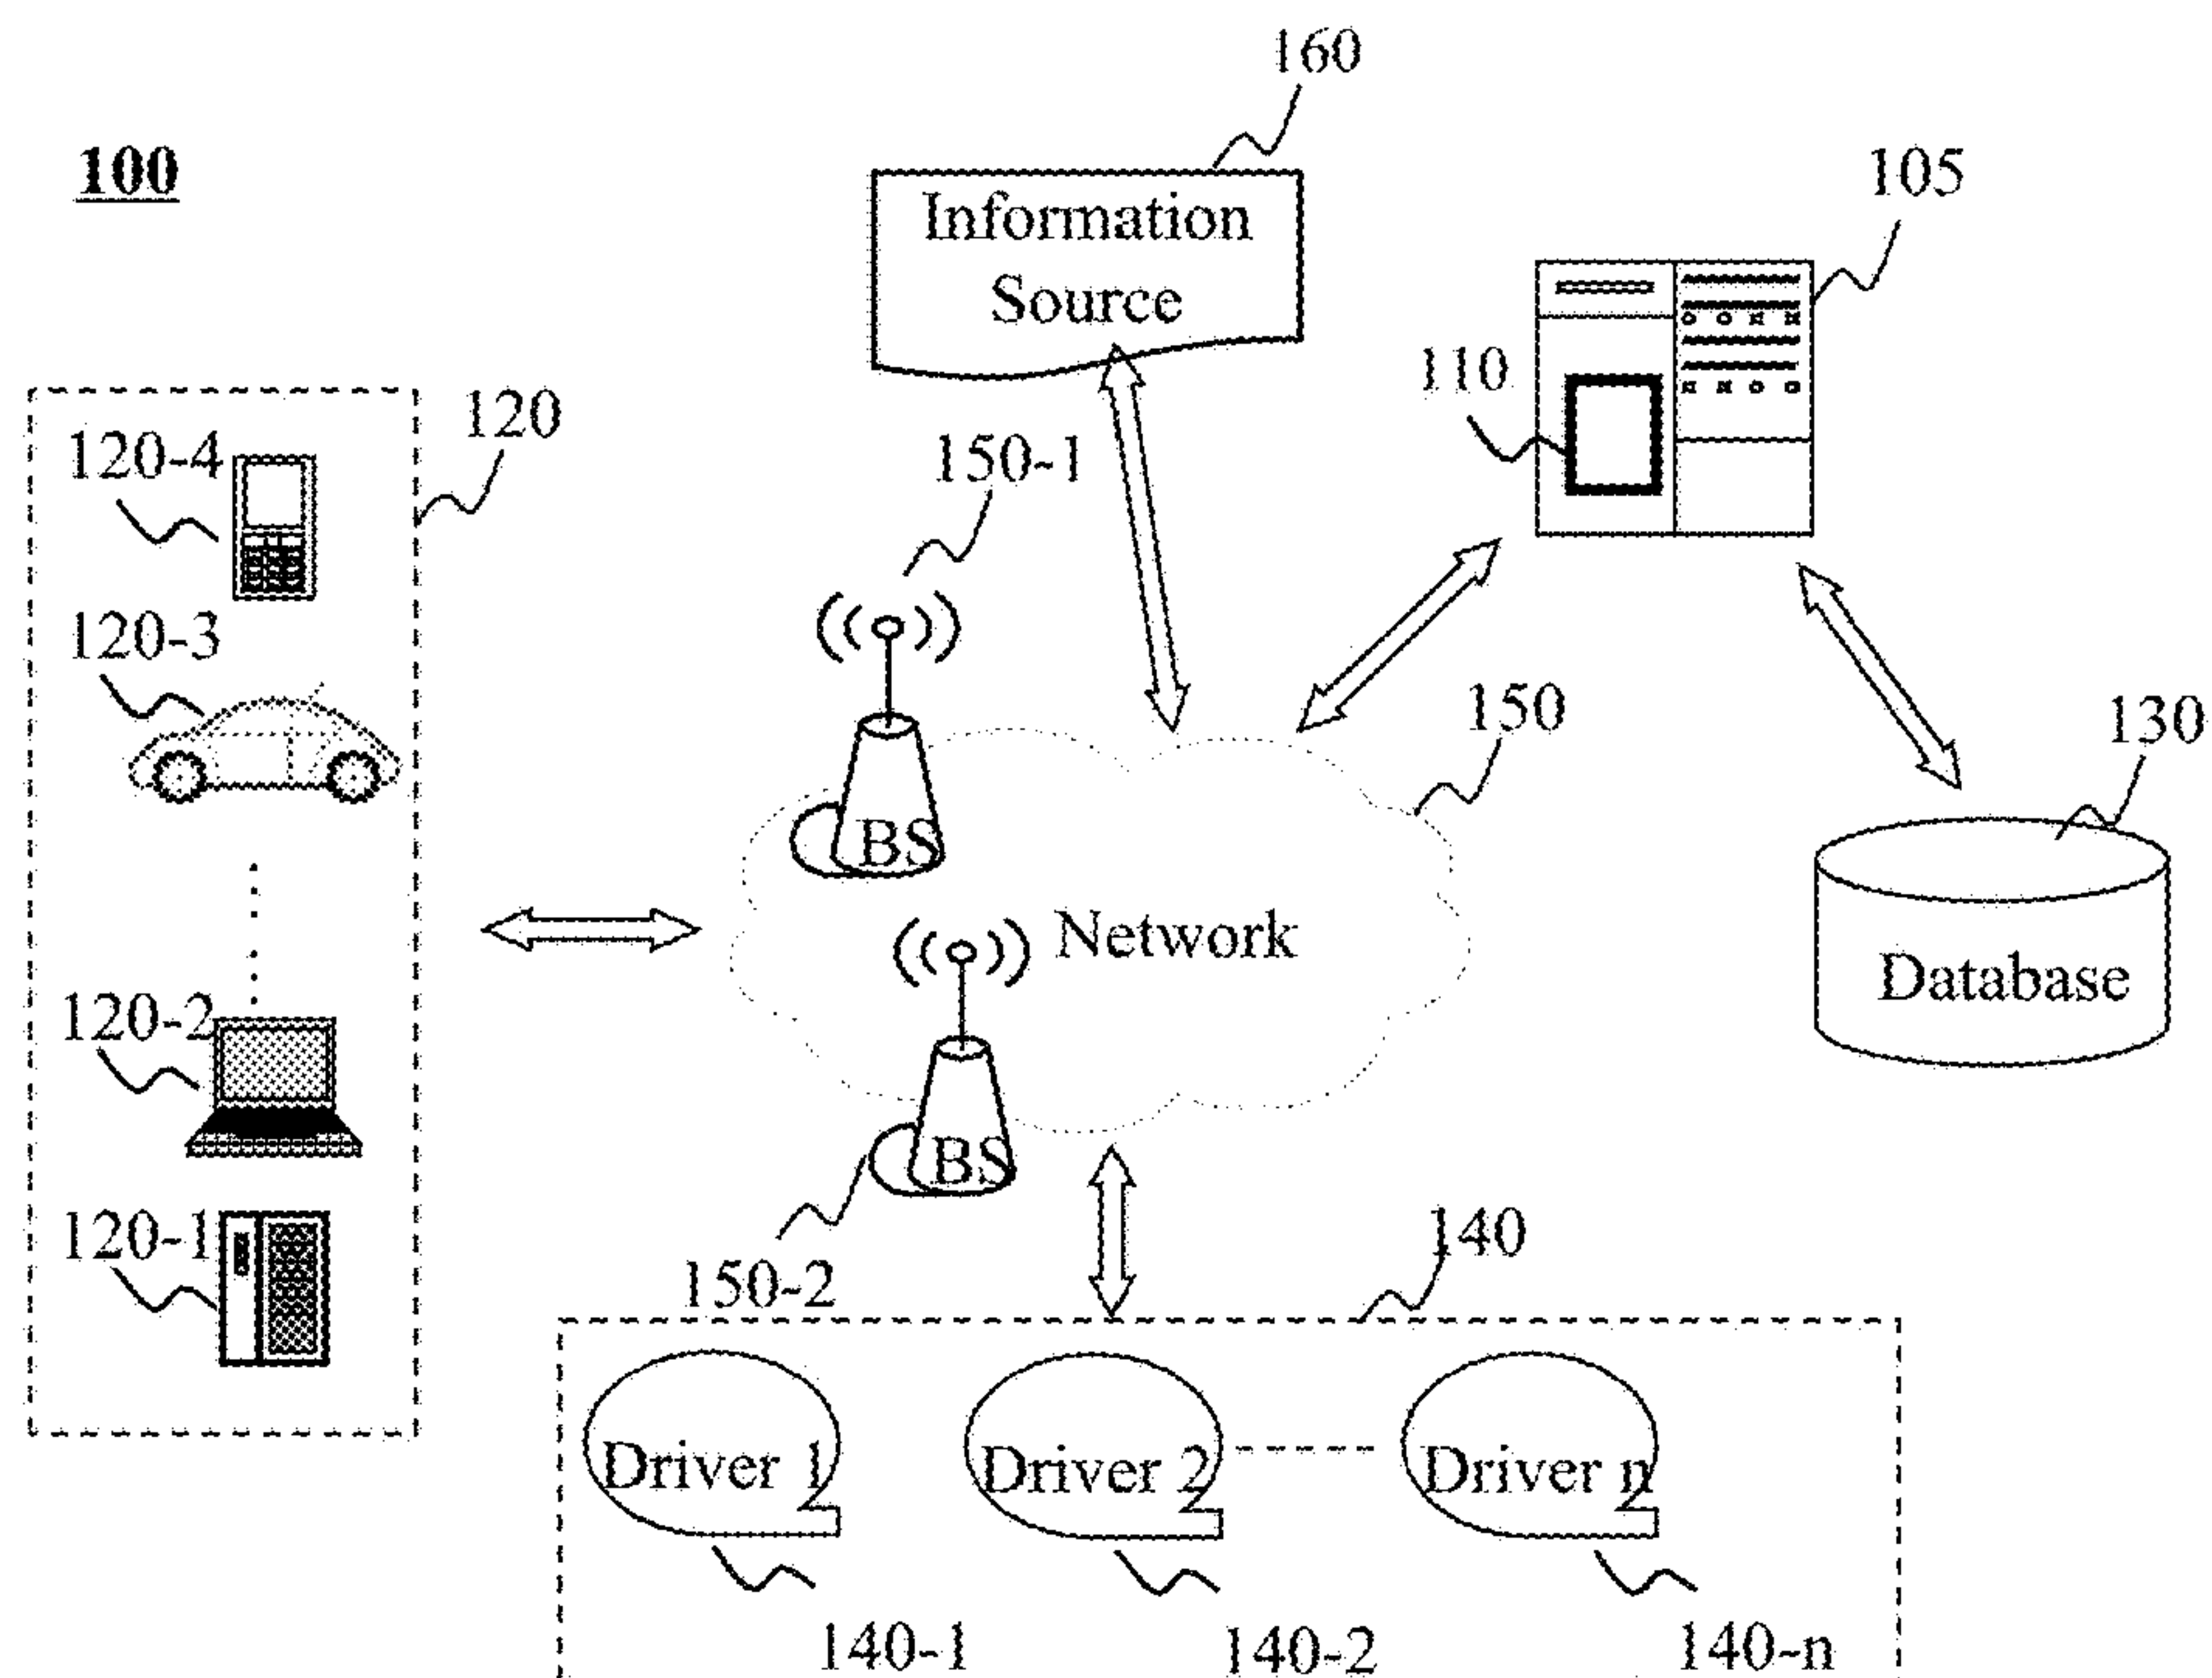 160
100
105
Information
Source
110
120
120-4
150-1
120-3
150
130
BS
Network
Database
120-2
BS
120-1
140
150-2
Driver 1
Driver 2
Driver n
140-1
140-2
140-n